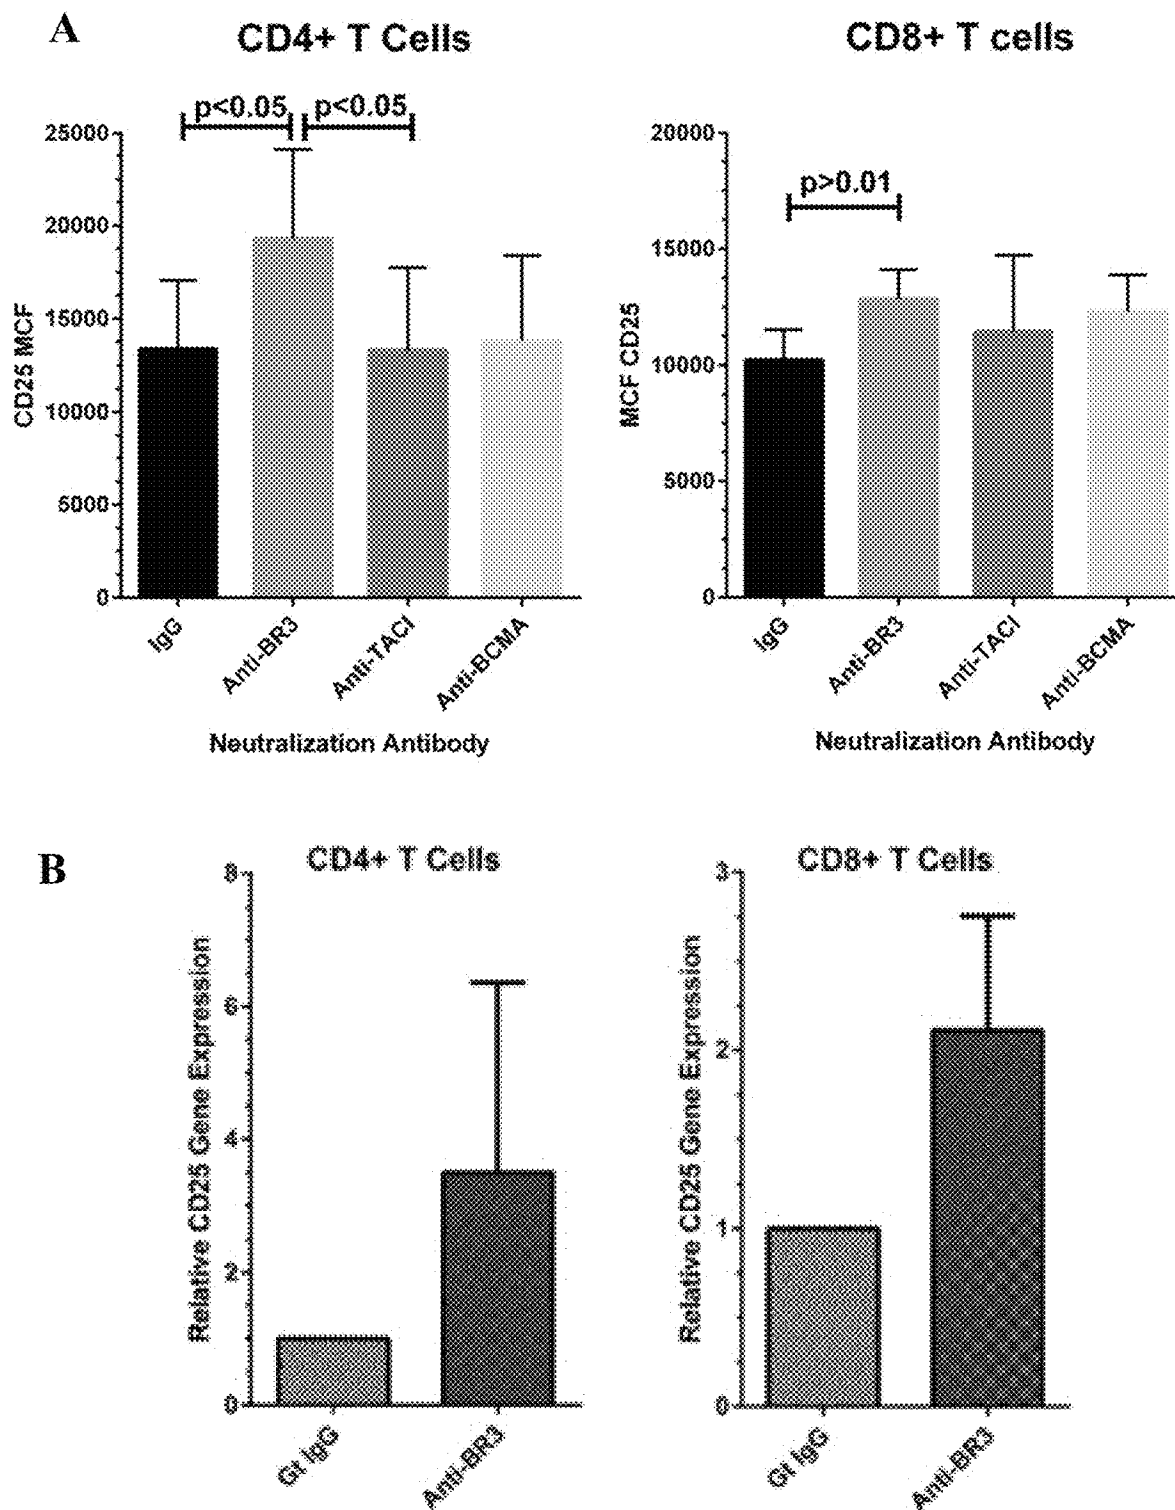 A
CD4+ T Cells
CD8+ T cells
p<0.05
p<0.05
p>0.01
CD25 MCF
25000
20000
15000
10000
5000
0
IgG
Anti-BR3
Anti-TACI
Anti-BCMA
Neutralization Antibody
MCF CD25
20000
15000
10000
5000
0
IgG
Anti-BR3
Anti-TACI
Anti-BCMA
Neutralization Antibody
B
CD4+ T Cells
Relative CD25 Gene Expression
8
6
4
2
0
Gt IgG
Anti-BR3
CD8+ T Cells
Relative CD25 Gene Expression
3
2
1
0
Gt IgG
Anti-BR3